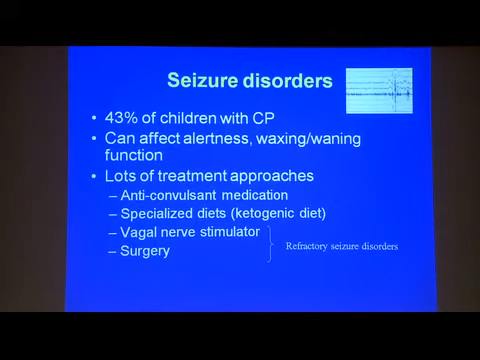 Seizure disorders
• 43% of children with CP
• Can affect alertness, waxing/waning
function
• Lots of treatment approaches
– Anti-convulsant medication
– Specialized diets (ketogenic diet)
– Vagal nerve stimulator
– Surgery
Refractory seizure disorders